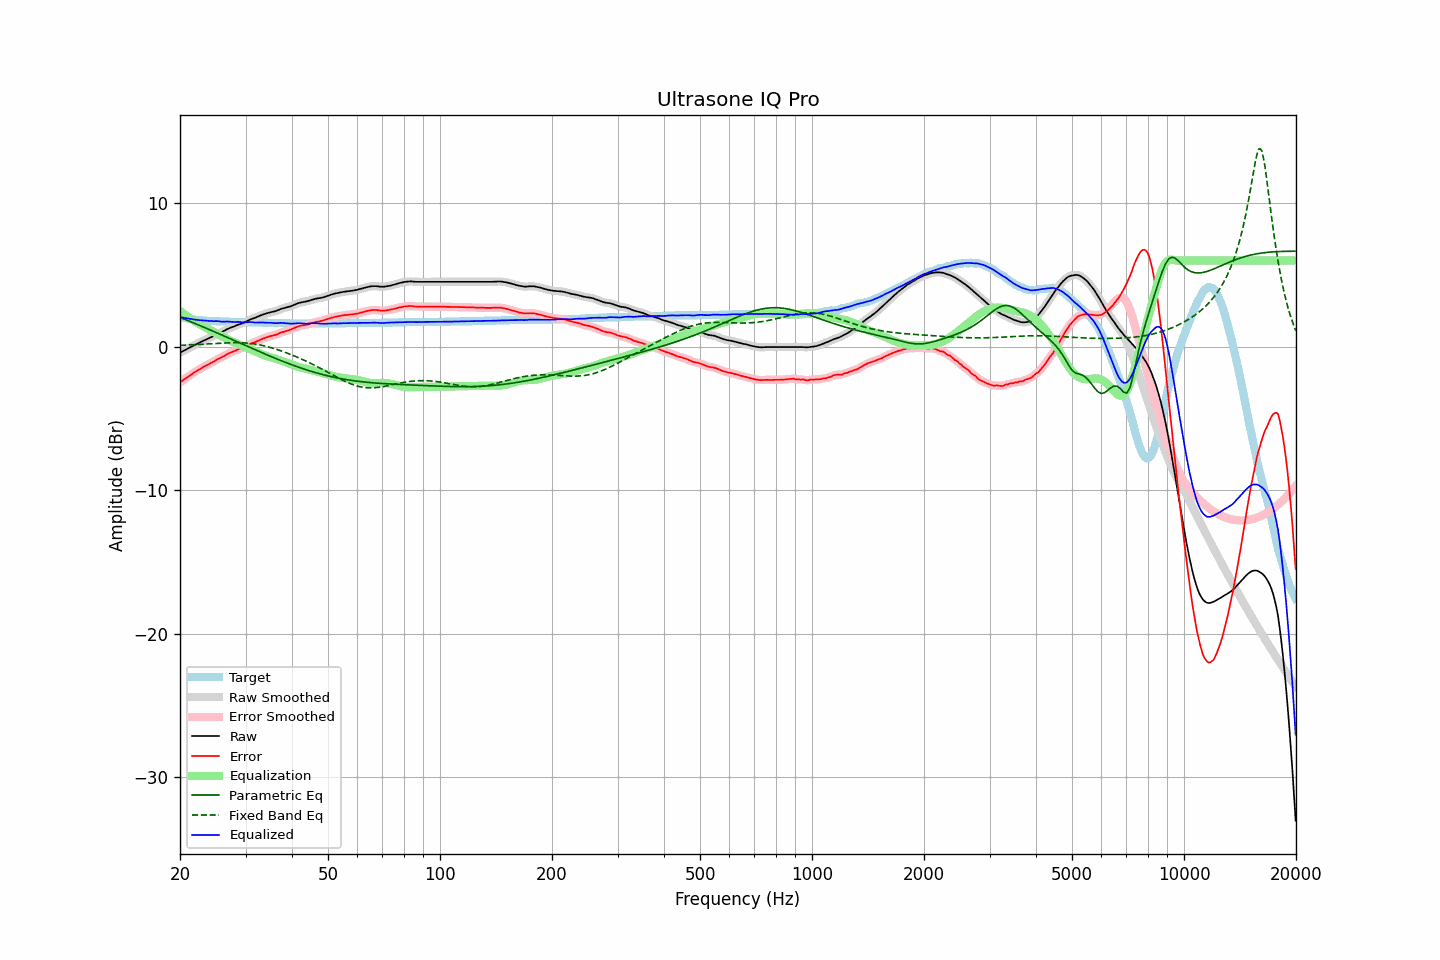 Ultrasone IQ Pro
Amplitude (dBr)
10
0
−10
−20
−30
Target
Raw Smoothed
Error Smoothed
Raw
Error
Equalization
Parametric Eq
Fixed Band Eq
Equalized
20 50 100 200 500 1000 2000 5000 10000 20000
Frequency (Hz)